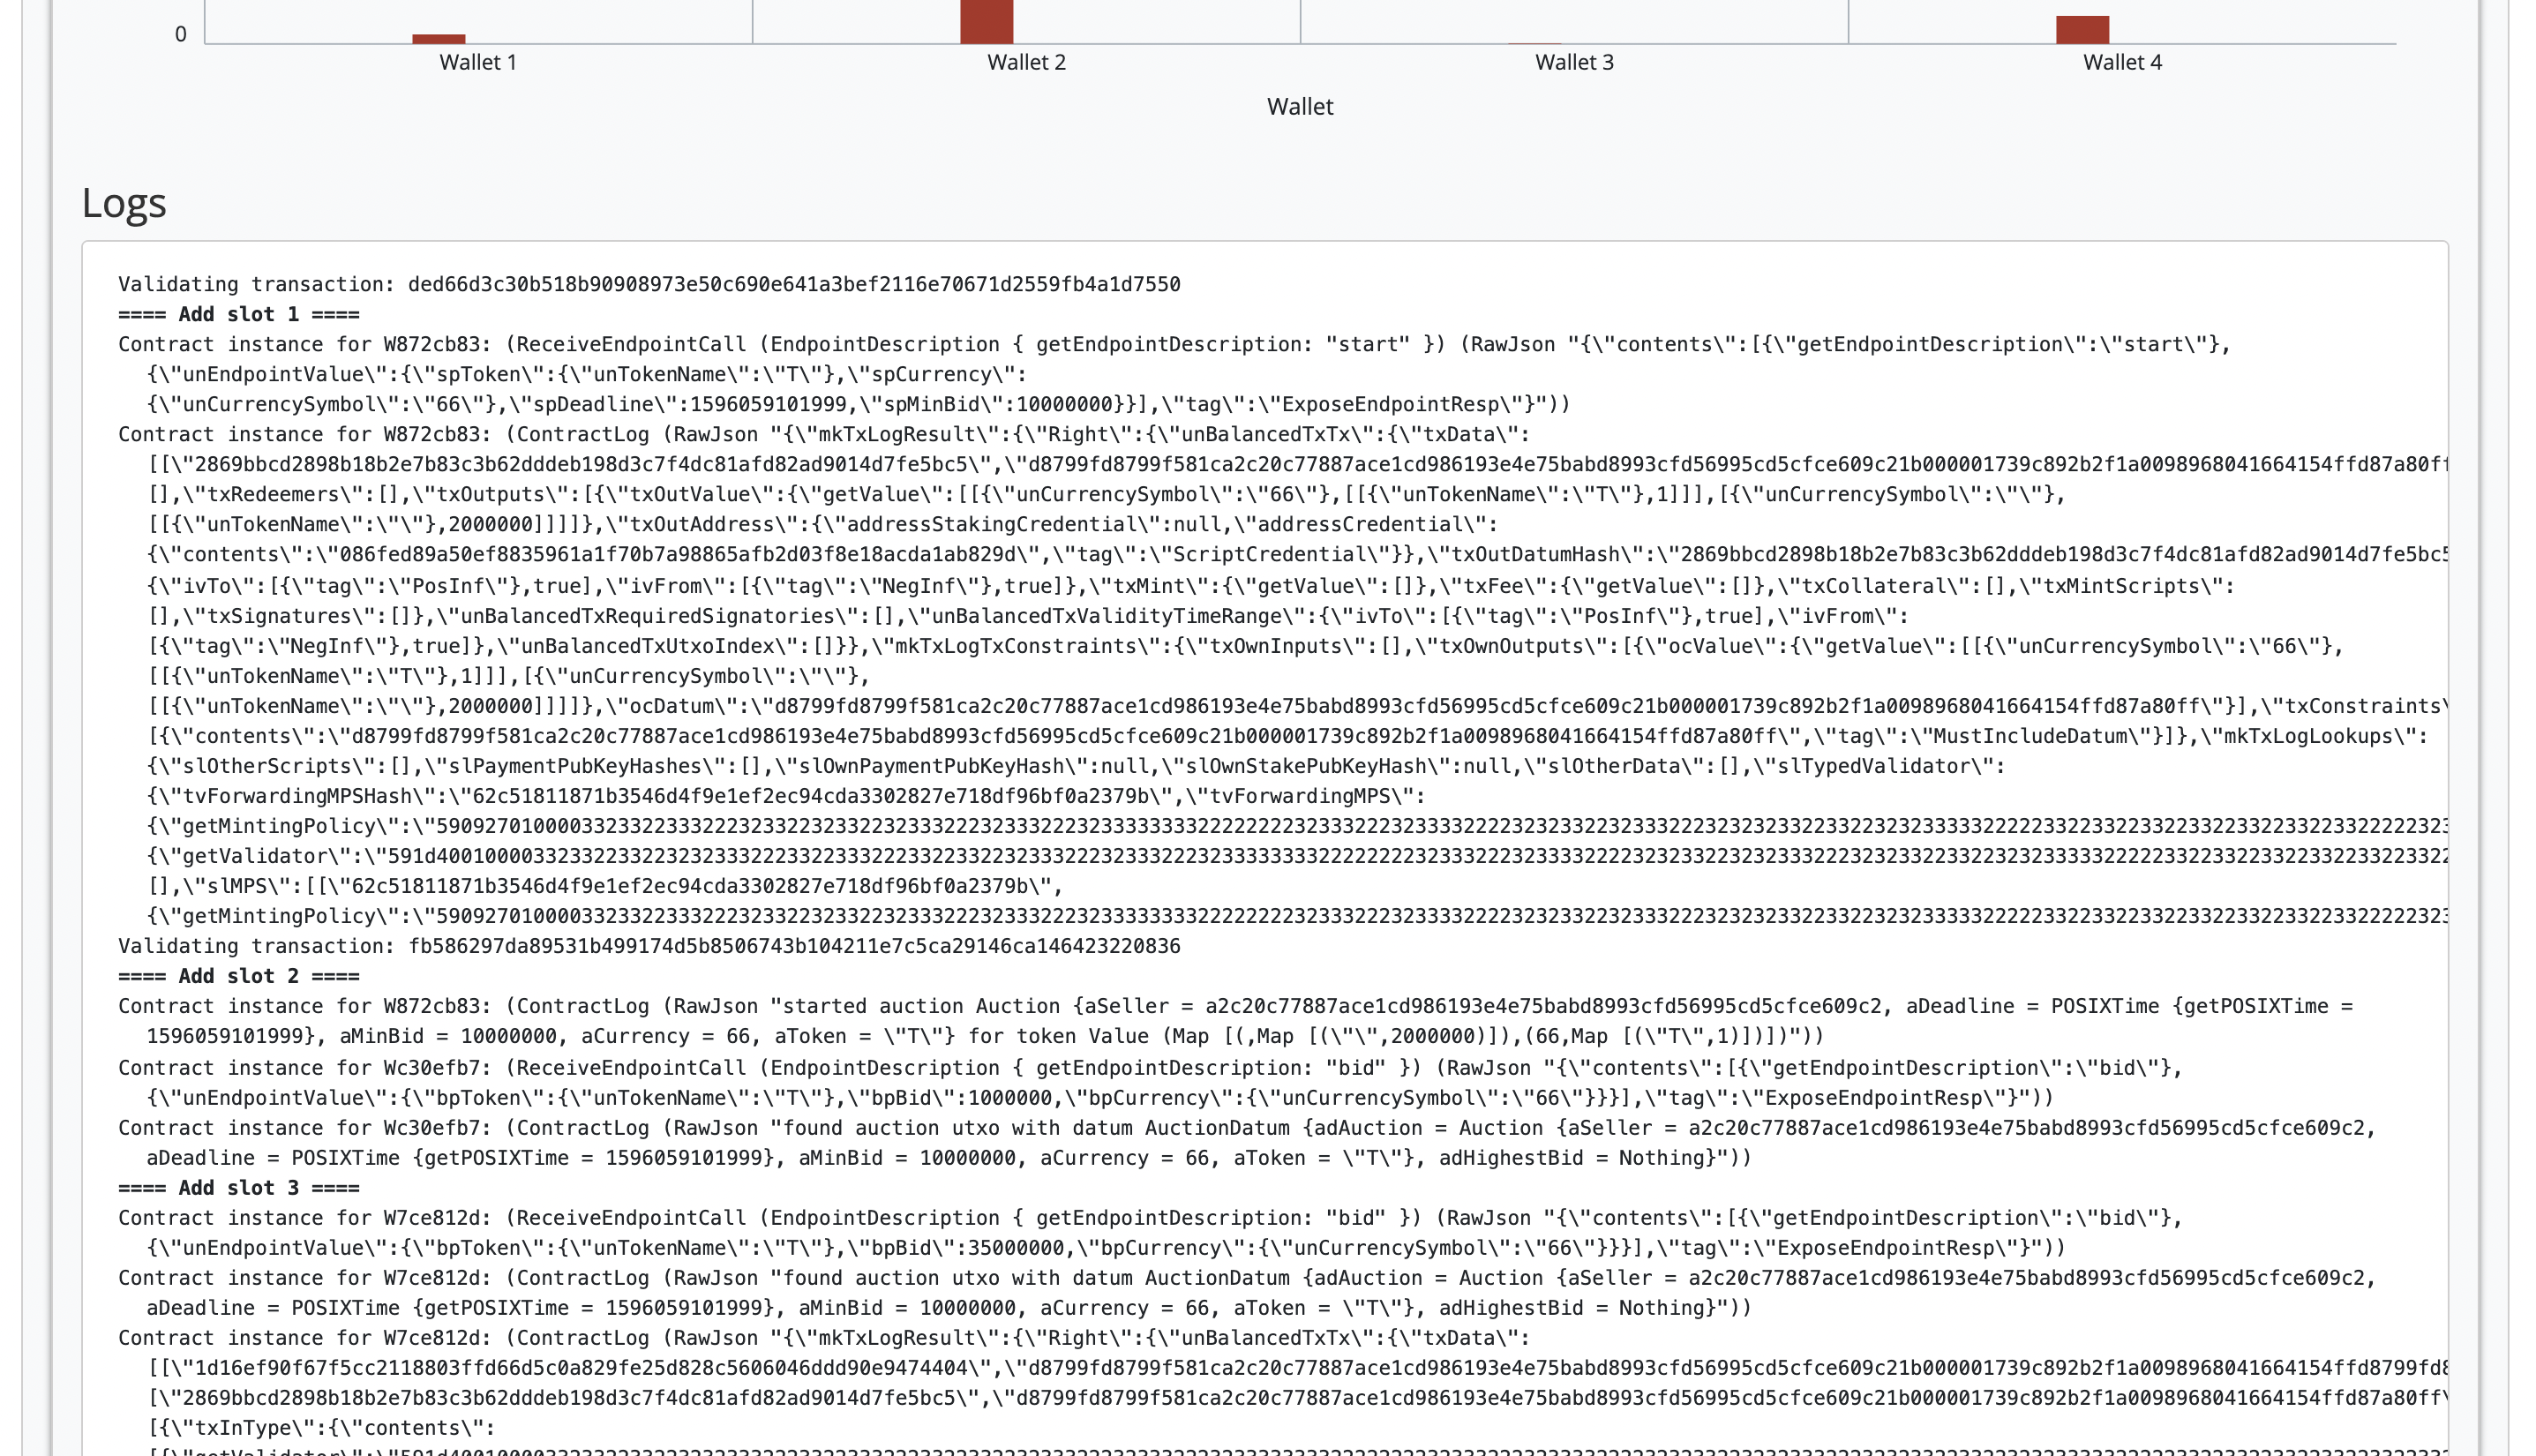 0
Wallet 1
Wallet 2
Wallet 3
Wallet 4
Wallet
Logs
Validating transaction: ded66d3c30b518b90908973e50c690e641a3bef2116e70671d2559fb4a1d7550
==== Add slot 1 ====
Contract instance for W872cb83: (ReceiveEndpointCall (EndpointDescription { getEndpointDescription: "start" }) (RawJson "{\"contents\":[{\"getEndpointDescription\":\"start\"},
{\"unEndpointValue\":{\"spToken\":{\"unTokenName\":\"T\"},\"spCurrency\":
{\"unCurrencySymbol\":\"66\"},\"spDeadline\":1596059101999,\"spMinBid\":10000000}}],\"tag\":\"ExposeEndpointResp\"}"))
Contract instance for W872cb83: (ContractLog (RawJson "{\"mkTxLogResult\":{\"Right\":{\"unBalancedTxTx\":{\"txData\":
[[\"2869bbcd2898b18b2e7b83c3b62dddeb198d3c7f4dc81afd82ad9014d7fe5bc5\",\"d8799fd8799f581ca2c20c77887ace1cd986193e4e75babd8993cfd56995cd5cfce609c21b000001739c892b2f1a0098968041664154ffd87a80ff
[],\"txRedeemers\":[],\"txOutputs\":[{\"txOutValue\":{\"getValue\":[[{\"unCurrencySymbol\":\"66\"},[[{\"unTokenName\":\"T\"},1]]],[{\"unCurrencySymbol\":\"\"},
[[{\"unTokenName\":\"\"},2000000]]]]},\"txOutAddress\":{\"addressStakingCredential\":null,\"addressCredential\":
{\"contents\":\"086fed89a50ef8835961a1f70b7a98865afb2d03f8e18acda1ab829d\",\"tag\":\"ScriptCredential\"}},\"txOutDatumHash\":\"2869bbcd2898b18b2e7b83c3b62dddeb198d3c7f4dc81afd82ad9014d7fe5bc5
{\"ivTo\":[{\"tag\":\"PosInf\"},true],\"ivFrom\":[{\"tag\":\"NegInf\"},true]},\"txMint\":{\"getValue\":[]},\"txFee\":{\"getValue\":[]},\"txCollateral\":[],\"txMintScripts\":
[],\"txSignatures\":[]},\"unBalancedTxRequiredSignatories\":[],\"unBalancedTxValidityTimeRange\":{\"ivTo\":[{\"tag\":\"PosInf\"},true],\"ivFrom\":
[{\"tag\":\"NegInf\"},true]},\"unBalancedTxUtxoIndex\":[]}},\"mkTxLogTxConstraints\":{\"txOwnInputs\":[],\"txOwnOutputs\":[{\"ocValue\":{\"getValue\":[[{\"unCurrencySymbol\":\"66\"},
[[{\"unTokenName\":\"T\"},1]]],[{\"unCurrencySymbol\":\"\"},
[[{\"unTokenName\":\"\"},2000000]]]]},\"ocDatum\":\"d8799fd8799f581ca2c20c77887ace1cd986193e4e75babd8993cfd56995cd5cfce609c21b000001739c892b2f1a0098968041664154ffd87a80ff\"}],\"txConstraints\
[{\"contents\":\"d8799fd8799f581ca2c20c77887ace1cd986193e4e75babd8993cfd56995cd5cfce609c21b000001739c892b2f1a0098968041664154ffd87a80ff\",\"tag\":\"MustIncludeDatum\"}]},\"mkTxLogLookups\":
{\"slOtherScripts\":[],\"slPaymentPubKeyHashes\":[],\"slOwnPaymentPubKeyHash\":null,\"slOwnStakePubKeyHash\":null,\"slOtherData\":[],\"slTypedValidator\":
{\"tvForwardingMPSHash\":\"62c51811871b3546d4f9e1ef2ec94cda3302827e718df96bf0a2379b\",\"tvForwardingMPS\":
{\"getMintingPolicy\":
{\"getValidator\":
[],\"slMPS\":[[\"62c51811871b3546d4f9e1ef2ec94cda3302827e718df96bf0a2379b\",
{\"getMintingPolicy\":
Validating transaction: fb586297da89531b499174d5b8506743b104211e7c5ca29146ca146423220836
==== Add slot 2 ====
Contract instance for W872cb83: (ContractLog (RawJson "started auction Auction {aSeller = a2c20c77887ace1cd986193e4e75babd8993cfd56995cd5cfce609c2, aDeadline = POSIXTime {getPOSIXTime =
1596059101999}, aMinBid = 10000000, aCurrency = 66, aToken = \"T\"} for token Value (Map [(,Map [(\"\",2000000)]),(66,Map [(\"T\",1)])])"))
Contract instance for Wc30efb7: (ReceiveEndpointCall (EndpointDescription { getEndpointDescription: "bid" }) (RawJson "{\"contents\":[{\"getEndpointDescription\":\"bid\"},
{\"unEndpointValue\":{\"bpToken\":{\"unTokenName\":\"T\"},\"bpBid\":1000000,\"bpCurrency\":{\"unCurrencySymbol\":\"66\"}}}],\"tag\":\"ExposeEndpointResp\"}"))
Contract instance for Wc30efb7: (ContractLog (RawJson "found auction utxo with datum AuctionDatum {adAuction = Auction {aSeller = a2c20c77887ace1cd986193e4e75babd8993cfd56995cd5cfce609c2,
aDeadline = POSIXTime {getPOSIXTime = 1596059101999}, aMinBid = 10000000, aCurrency = 66, aToken = \"T\"}, adHighestBid = Nothing}"))
==== Add slot 3 ====
Contract instance for W7ce812d: (ReceiveEndpointCall (EndpointDescription { getEndpointDescription: "bid" }) (RawJson "{\"contents\":[{\"getEndpointDescription\":\"bid\"},
{\"unEndpointValue\":{\"bpToken\":{\"unTokenName\":\"T\"},\"bpBid\":35000000,\"bpCurrency\":{\"unCurrencySymbol\":\"66\"}}}],\"tag\":\"ExposeEndpointResp\"}"))
Contract instance for W7ce812d: (ContractLog (RawJson "found auction utxo with datum AuctionDatum {adAuction = Auction {aSeller = a2c20c77887ace1cd986193e4e75babd8993cfd56995cd5cfce609c2,
aDeadline = POSIXTime {getPOSIXTime = 1596059101999}, aMinBid = 10000000, aCurrency = 66, aToken = \"T\"}, adHighestBid = Nothing}"))
Contract instance for W7ce812d: (ContractLog (RawJson "{\"mkTxLogResult\":{\"Right\":{\"unBalancedTxTx\":{\"txData\":
[[\"1d16ef90f67f5cc2118803ffd66d5c0a829fe25d828c5606046ddd90e9474404\",\"d8799fd8799f581ca2c20c77887ace1cd986193e4e75babd8993cfd56995cd5cfce609c21b000001739c892b2f1a0098968041664154ffd8799fd8
[\"2869bbcd2898b18b2e7b83c3b62dddeb198d3c7f4dc81afd82ad9014d7fe5bc5\",\"d8799fd8799f581ca2c20c77887ace1cd986193e4e75babd8993cfd56995cd5cfce609c21b000001739c892b2f1a0098968041664154ffd87a80ff\
[{\"txInType\":{\"contents\":